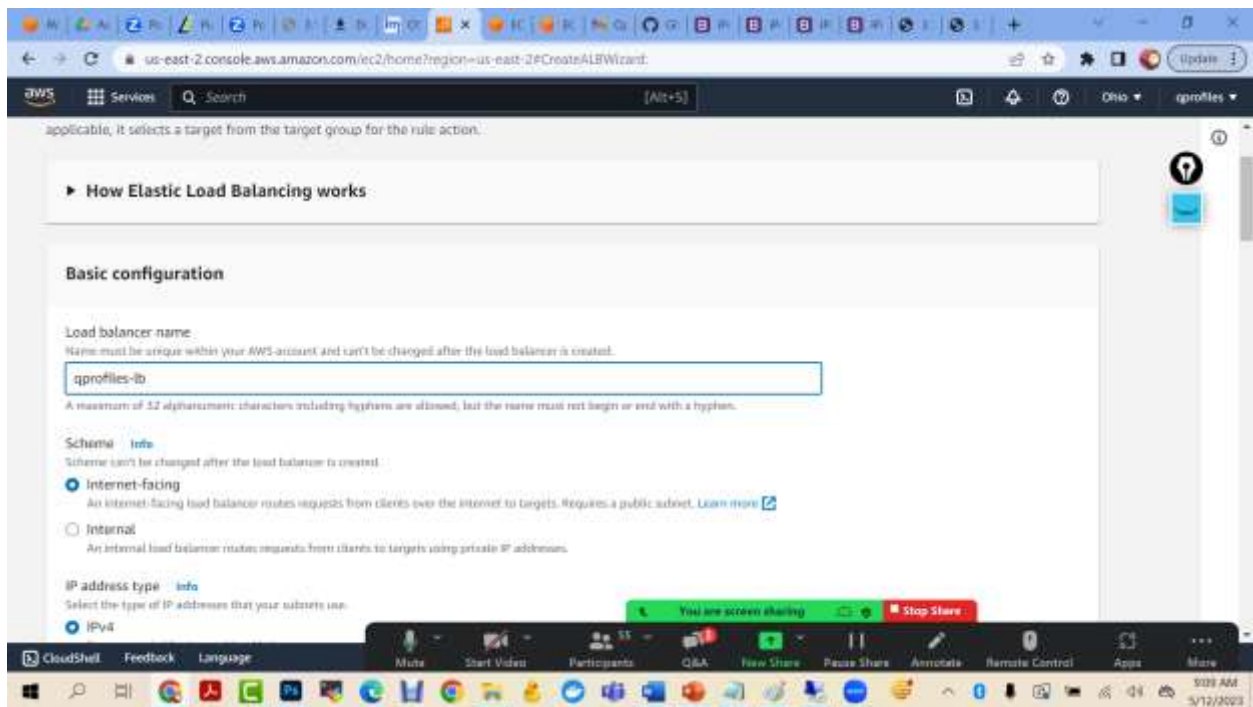 Update
us-east-2.console.aws.amazon.com/ec2/home?region=us-east-2#CreateALBWizard:
aws Services Search [Alt+S] Ohio qprofiles
applicable, it selects a target from the target group for the rule action.
How Elastic Load Balancing works
Basic configuration
Load balancer name
Name must be unique within your AWS account and can't be changed after the load balancer is created.
qprofiles-lb
A maximum of 32 alphanumeric characters including hyphens are allowed, but the name must not begin or end with a hyphen.
Scheme Info
Scheme can't be changed after the load balancer is created.
Internet-facing
An internet-facing load balancer routes requests from clients over the internet to targets. Requires a public subnet. Learn more
Internal
An internal load balancer routes requests from clients to targets using private IP addresses.
IP address type Info
Select the type of IP addresses that your subnets use.
You are screen sharing Stop Share
IPv4
CloudShell Feedback Language
Mute Start Video Participants 55 Q&A New Share Pause Share Annotate Remote Control Apps More
9:09 AM
5/12/2023